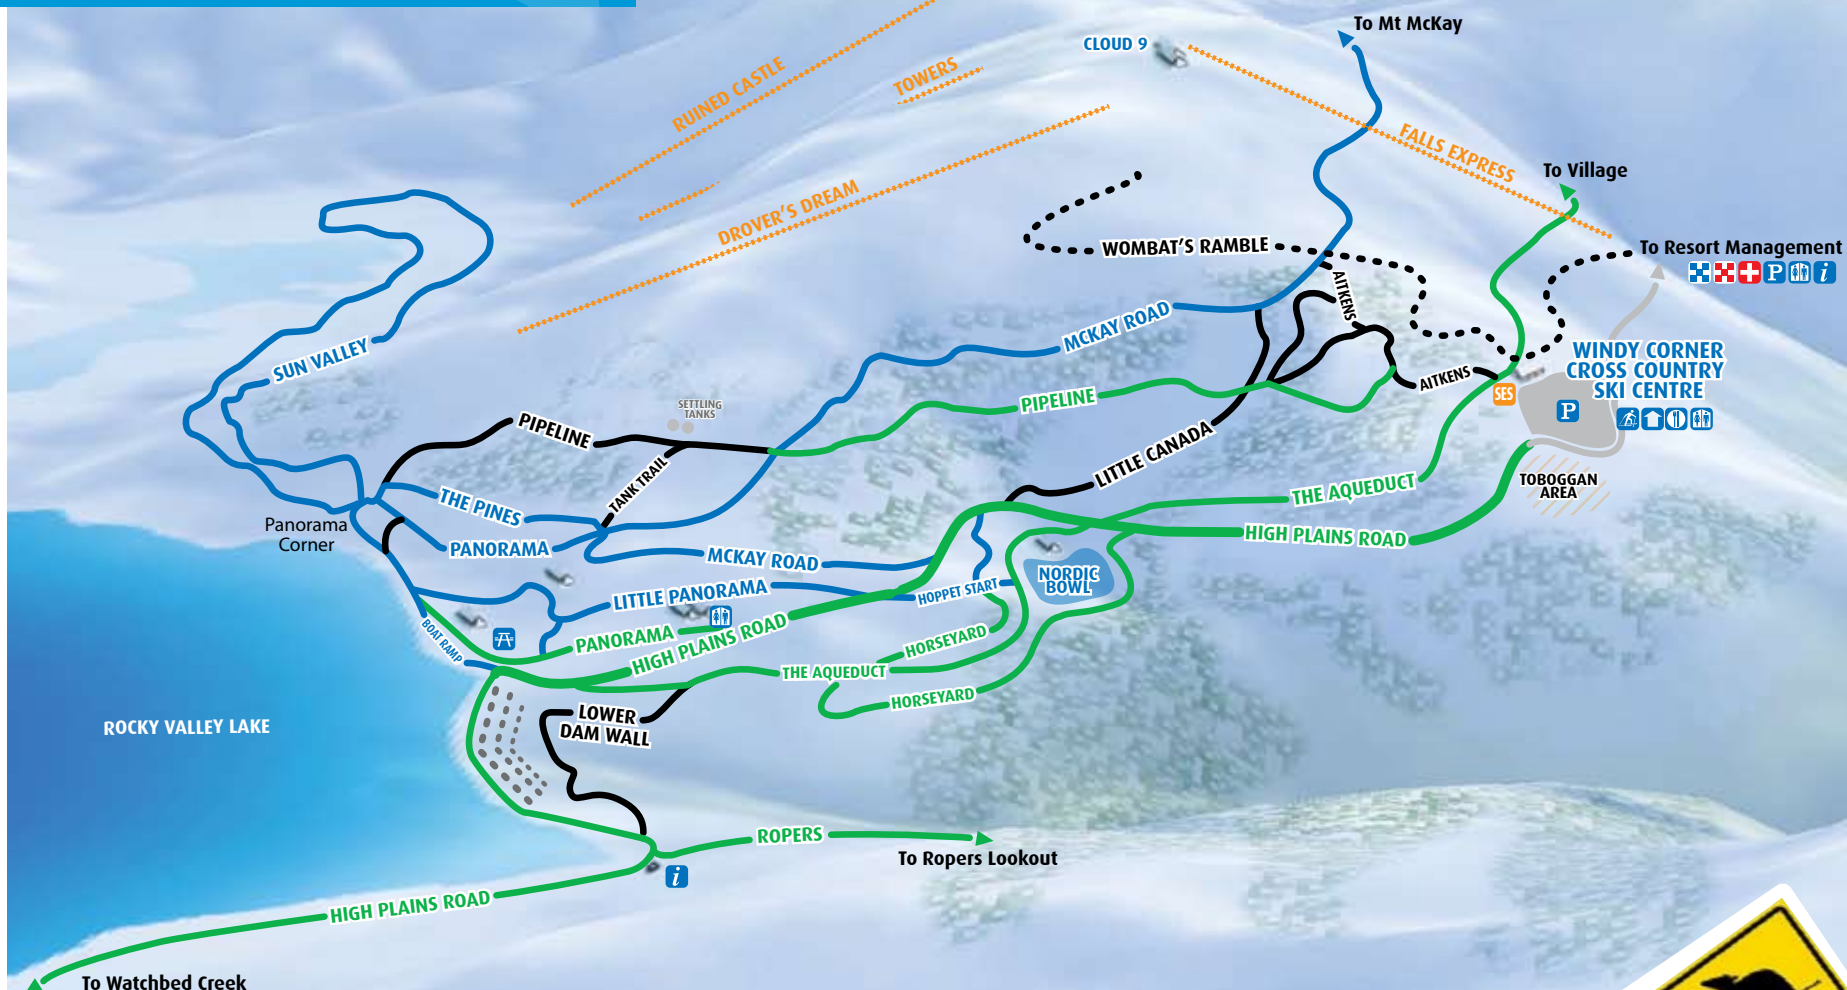 To Mt McKay
CLOUD 9
RUINED CASTLE
TOWERS
FALLS EXPRESS
To Village
DROVER'S DREAM
WOMBAT'S RAMBLE
To Resort Management
P
i
AITKENS
MCKAY ROAD
SUN VALLEY
WINDY CORNER
CROSS COUNTRY
SKI CENTRE
AITKENS
SES
P
PIPELINE
SETTLING
TANKS
PIPELINE
LITTLE CANADA
TANK TRAIL
THE PINES
THE AQUEDUCT
TOBOGGAN
AREA
Panorama
Corner
PANORAMA
MCKAY ROAD
HIGH PLAINS ROAD
NORDIC
BOWL
LITTLE PANORAMA
HOPPET START
BOAT RAMP
PANORAMA
HIGH PLAINS ROAD
HORSEYARD
THE AQUEDUCT
HORSEYARD
LOWER
DAM WALL
ROCKY VALLEY LAKE
ROPERS
To Ropers Lookout
i
HIGH PLAINS ROAD
To Watchbed Creek